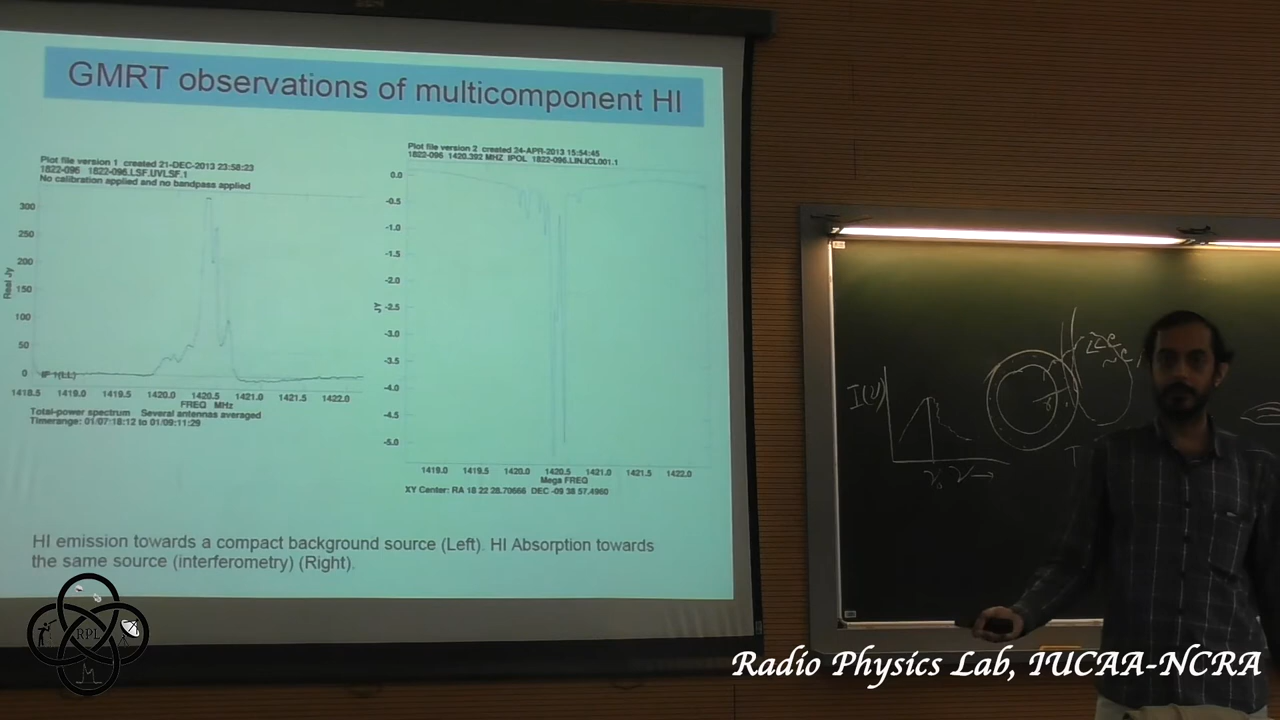 GMRT observations of multicomponent HI
Plot file version 1 created 21-DEC-2013 23:58:23
1822-096 1822-096.LSF.UVLSF.1
No calibration applied and no bandpass applied
300
250
200
150
100
50
0
Real Jy
IF 1(LL)
1418.5 1419.0 1419.5 1420.0 1420.5 1421.0 1421.5 1422.0
FREQ MHz
Total-power spectrum Several antennas averaged
Timerange: 01/07:18:12 to 01/09:11:29
Plot file version 2 created 24-APR-2013 15:54:45
1822-096 1420.392 MHZ IPOL 1822-096.LIN.ICL001.1
0.0
-0.5
-1.0
-1.5
-2.0
-2.5
-3.0
-3.5
-4.0
-4.5
-5.0
JY
1419.0 1419.5 1420.0 1420.5 1421.0 1421.5 1422.0
Mega FREQ
XY Center: RA 18 22 28.70666 DEC -09 38 57.4960
HI emission towards a compact background source (Left). HI Absorption towards
the same source (interferometry) (Right).
I(ν)
ν₀ ν →
RPL
Radio Physics Lab, IUCAA-NCRA